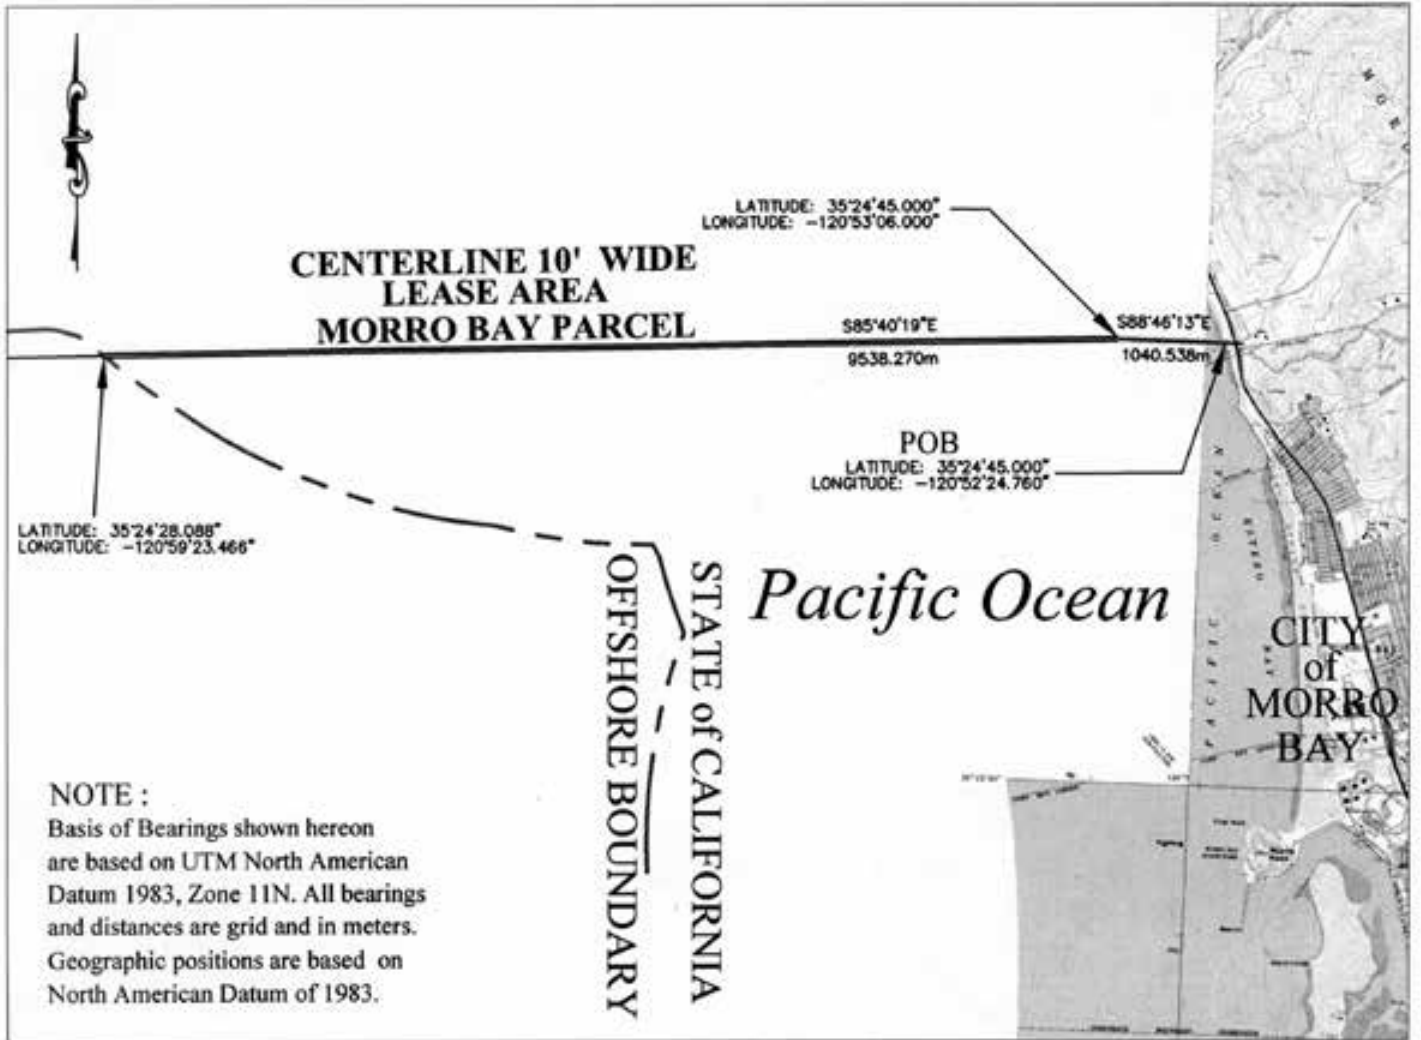 LATITUDE: 35°24'45.000"
LONGITUDE: -120°53'06.000"
CENTERLINE 10' WIDE
LEASE AREA
MORRO BAY PARCEL
S85°40'19"E
9538.270m
S88°46'13"E
1040.538m
POB
LATITUDE: 35°24'45.000"
LONGITUDE: -120°52'24.760"
LATITUDE: 35°24'28.088"
LONGITUDE: -120°59'23.466"
STATE of CALIFORNIA
OFFSHORE BOUNDARY
Pacific Ocean
PACIFIC OCEAN
ESTERO BAY
CITY
of
MORRO
BAY
NOTE :
Basis of Bearings shown hereon
are based on UTM North American
Datum 1983, Zone 11N. All bearings
and distances are grid and in meters.
Geographic positions are based on
North American Datum of 1983.